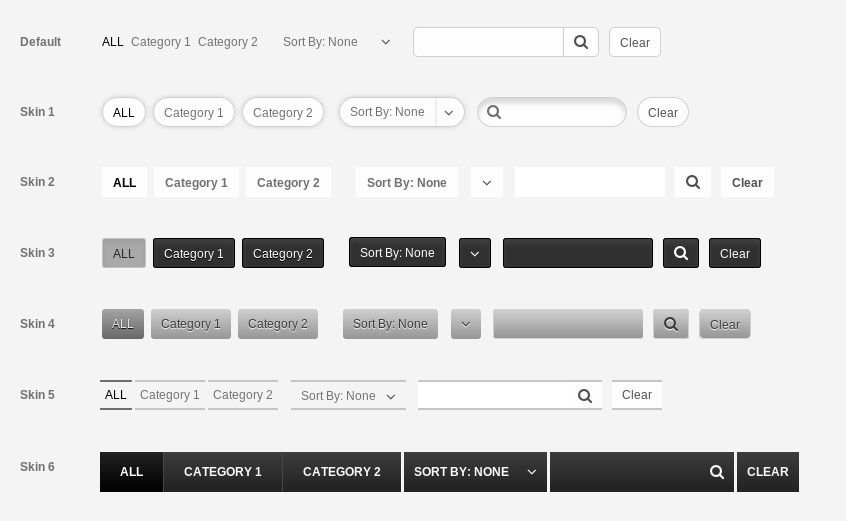 Default ALL Category 1 Category 2 Sort By: None Clear
Skin 1 ALL Category 1 Category 2 Sort By: None Clear
Skin 2 ALL Category 1 Category 2 Sort By: None Clear
Skin 3 ALL Category 1 Category 2 Sort By: None Clear
Skin 4 ALL Category 1 Category 2 Sort By: None Clear
Skin 5 ALL Category 1 Category 2 Sort By: None Clear
Skin 6 ALL CATEGORY 1 CATEGORY 2 SORT BY: NONE CLEAR